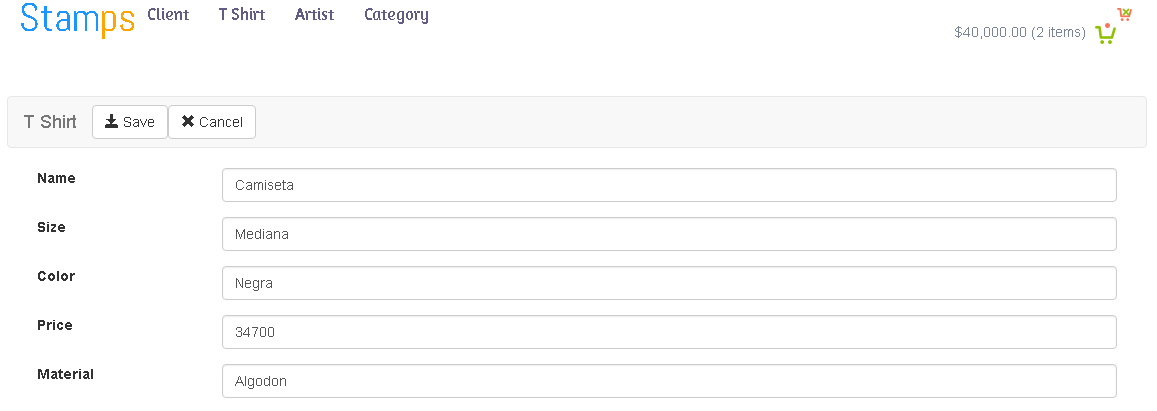 Stamps Client T Shirt Artist Category
$40,000.00 (2 items)
T Shirt Save Cancel
Name Camiseta
Size Mediana
Color Negra
Price 34700
Material Algodon